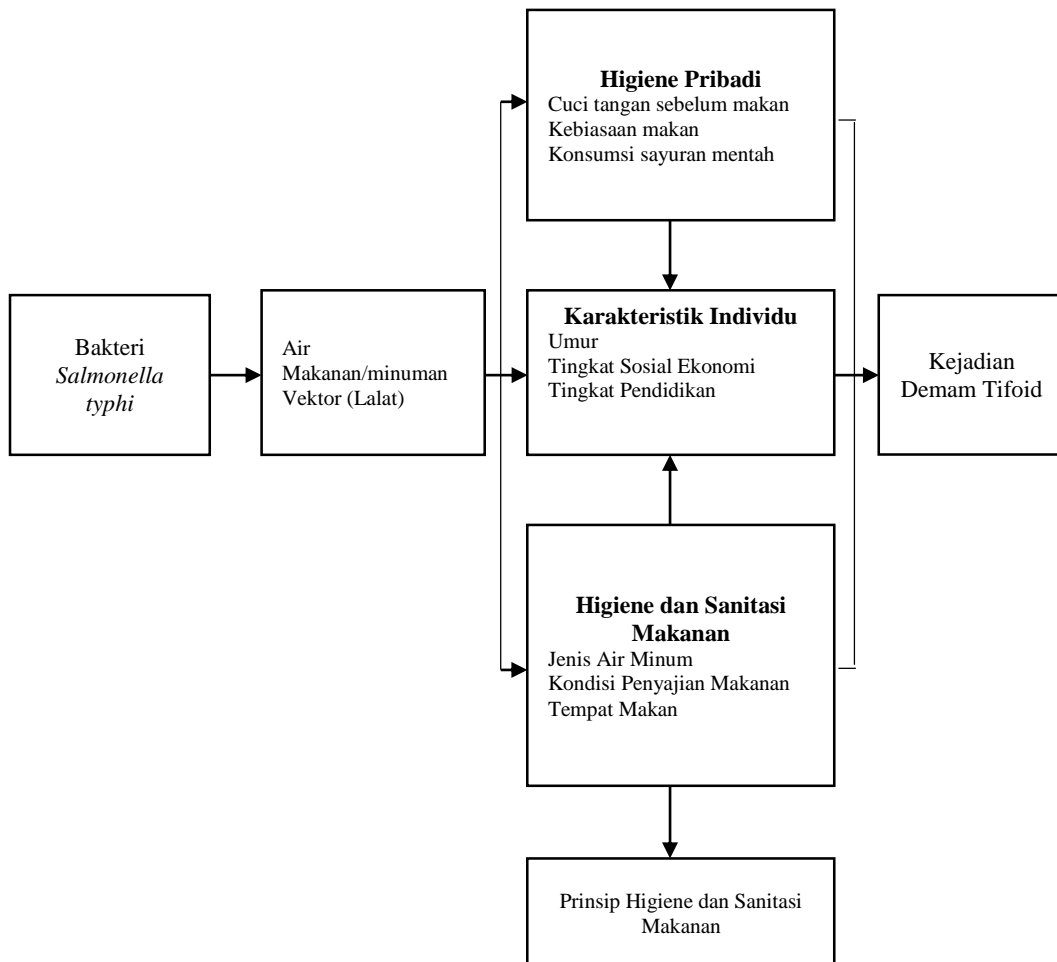 Higiene Pribadi
Cuci tangan sebelum makan
Kebiasaan makan
Konsumsi sayuran mentah
Bakteri
Salmonella
typhi
Air
Makanan/minuman
Vektor (Lalat)
Karakteristik Individu
Umur
Tingkat Sosial Ekonomi
Tingkat Pendidikan
Kejadian
Demam Tifoid
Higiene dan Sanitasi
Makanan
Jenis Air Minum
Kondisi Penyajian Makanan
Tempat Makan
Prinsip Higiene dan Sanitasi
Makanan